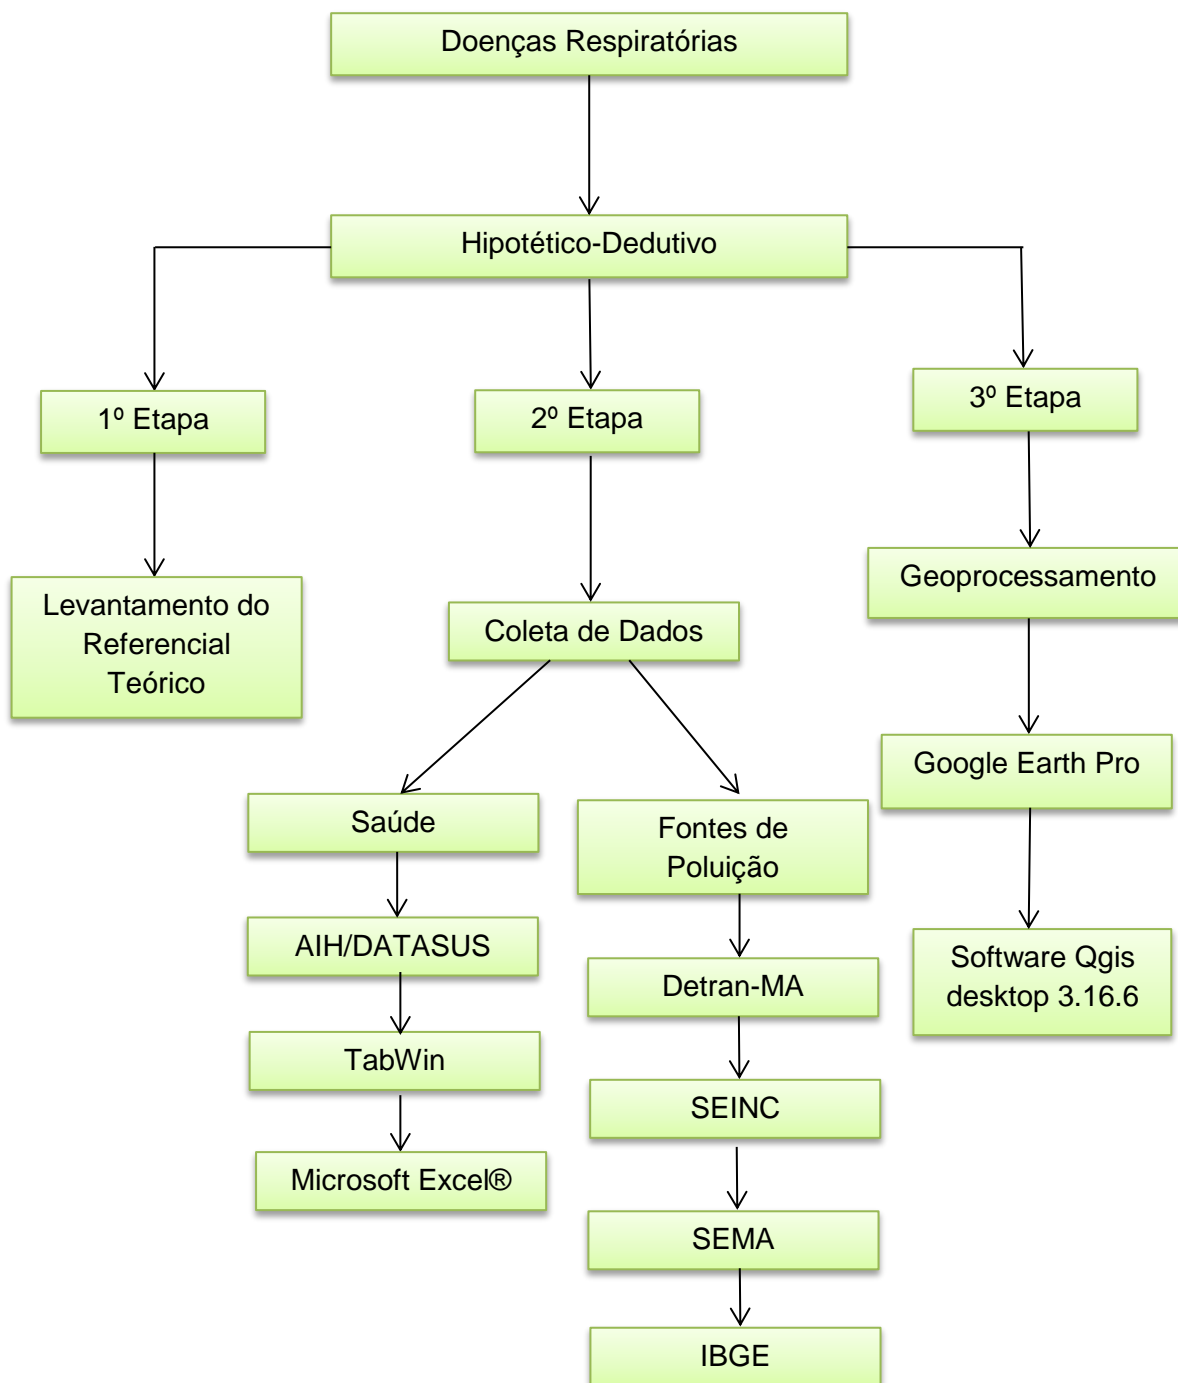 Doenças Respiratórias
Hipotético-Dedutivo
1º Etapa
2º Etapa
3º Etapa
Levantamento do
Referencial
Teórico
Coleta de Dados
Geoprocessamento
Saúde
Fontes de
Poluição
Google Earth Pro
AIH/DATASUS
Detran-MA
Software Qgis
desktop 3.16.6
TabWin
SEINC
Microsoft Excel®
SEMA
IBGE